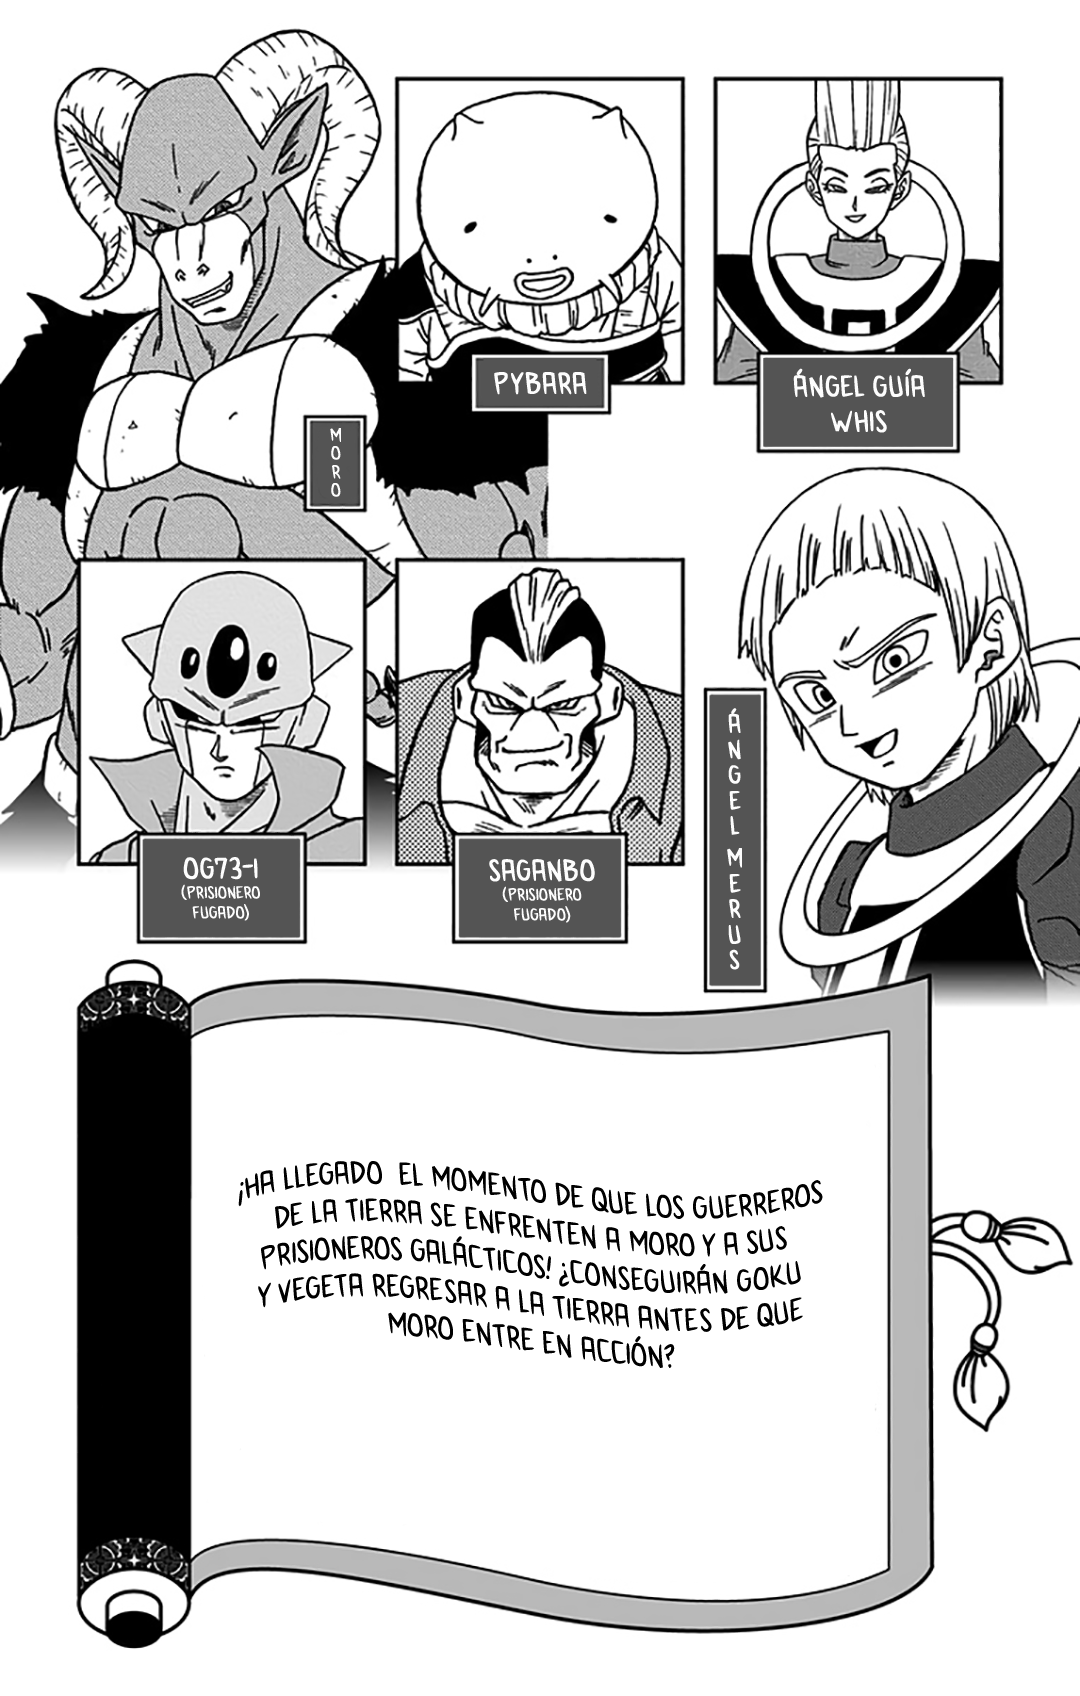 PYBARA
ÁNGEL GUÍA
WHIS
MORO
OG73-I
(PRISIONERO
FUGADO)
SAGANBO
(PRISIONERO
FUGADO)
ÁNGEL MERUS
¡HA LLEGADO EL MOMENTO DE QUE LOS GUERREROS
DE LA TIERRA SE ENFRENTEN A MORO Y A SUS
PRISIONEROS GALÁCTICOS! ¿CONSEGUIRÁN GOKU
Y VEGETA REGRESAR A LA TIERRA ANTES DE QUE
MORO ENTRE EN ACCIÓN?